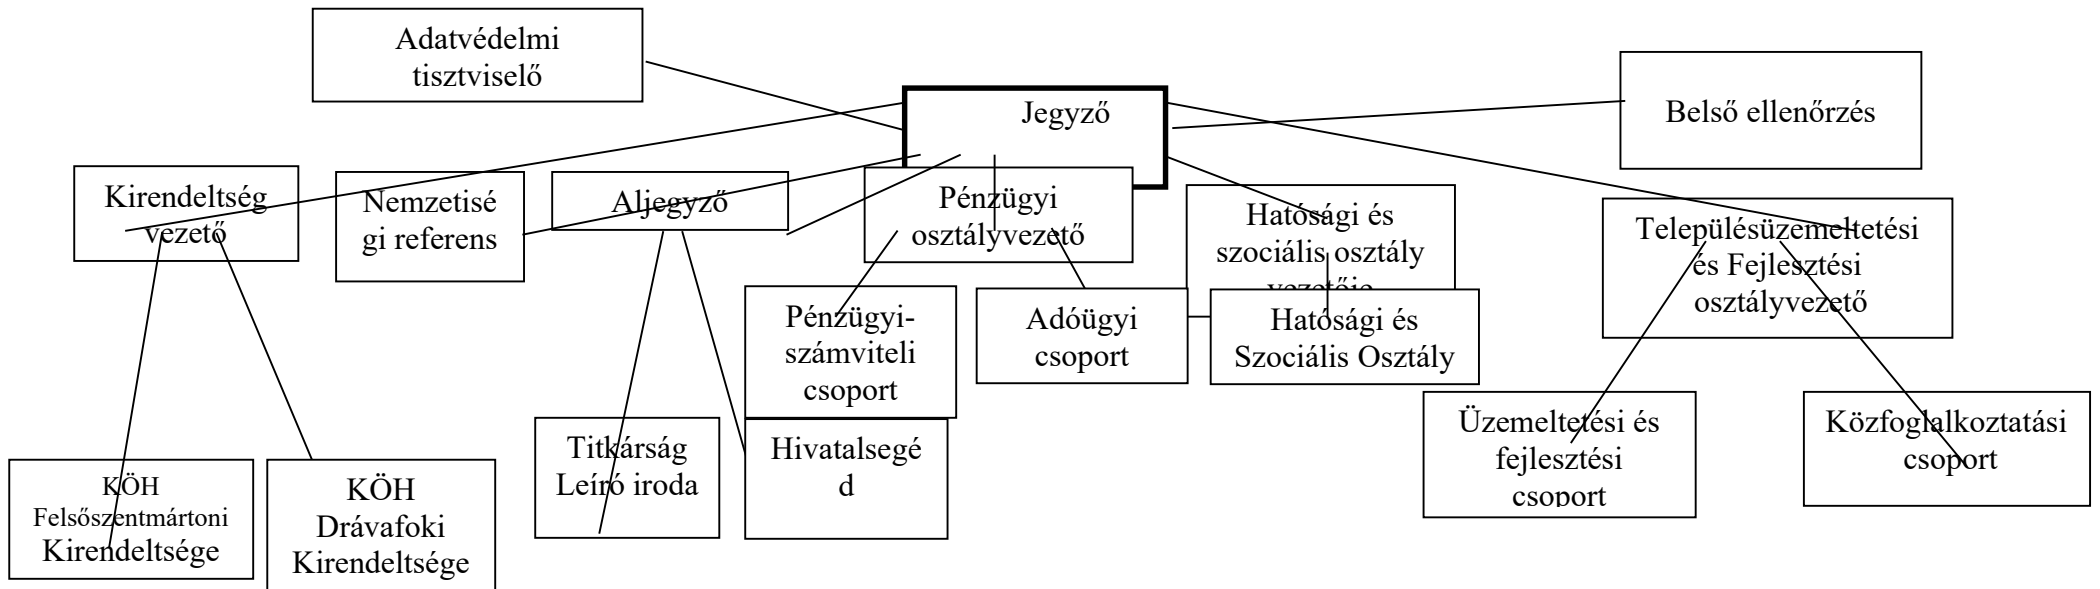 Adatvédelmi
tisztviselő
Jegyző
Belső ellenőrzés
Kirendeltség
vezető
Nemzetisé
gi referens
Aljegyző
Pénzügyi
osztályvezető
Hatósági és
szociális osztály
vezetője
Településüzemeltetési
és Fejlesztési
osztályvezető
Pénzügyi-
számviteli
csoport
Adóügyi
csoport
Hatósági és
Szociális Osztály
KÖH
Felsőszentmártoni
Kirendeltsége
KÖH
Drávafoki
Kirendeltsége
Titkárság
Leíró iroda
Hivatalsegé
d
Üzemeltetési és
fejlesztési
csoport
Közfoglalkoztatási
csoport